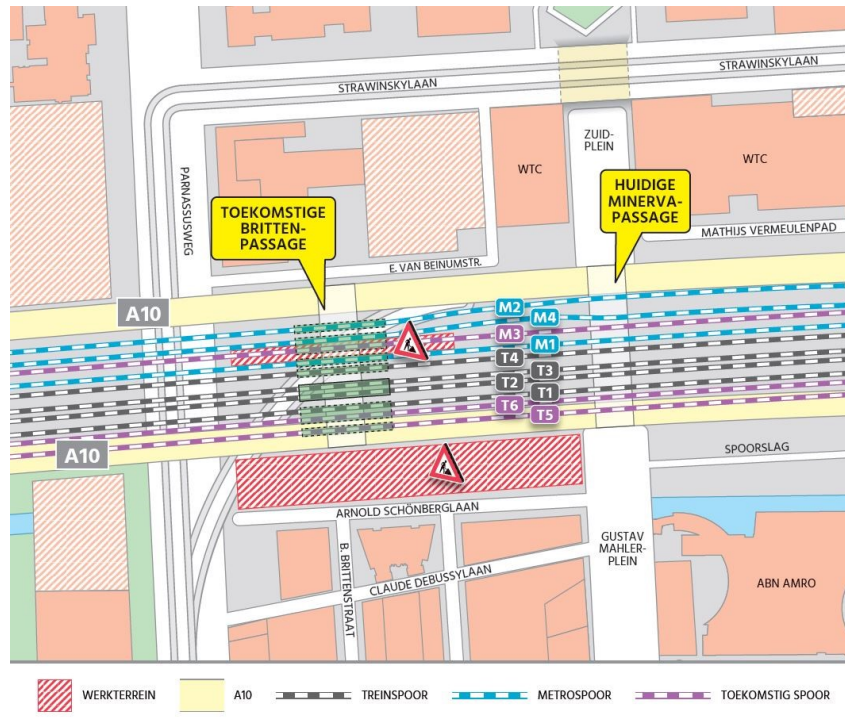 STRAWINSKYLAAN
STRAWINSKYLAAN
PARNASSUSWEG
ZUID-
PLEIN
WTC
WTC
TOEKOMSTIGE
BRITTEN-
PASSAGE
HUIDIGE
MINERVA-
PASSAGE
MATHIJS VERMEULENPAD
E. VAN BEINUMSTR.
A10
M2
M4
M3
M1
T4
T3
T2
T1
T6
T5
A10
SPOORSLAG
ARNOLD SCHÖNBERGLAAN
B. BRITTENSTRAAT
CLAUDE DEBUSSYLAAN
GUSTAV
MAHLER-
PLEIN
ABN AMRO
WERKTERREIN
A10
TREINSPOOR
METROSPOOR
TOEKOMSTIG SPOOR